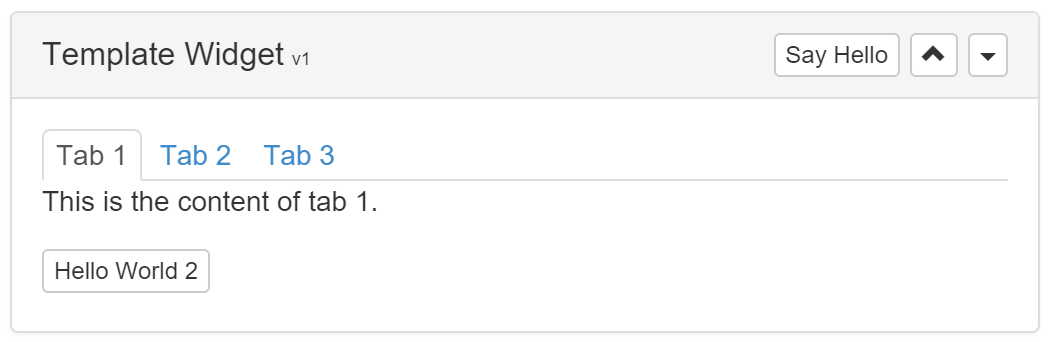 Template Widget v1 Say Hello
Tab 1 Tab 2 Tab 3
This is the content of tab 1.
Hello World 2